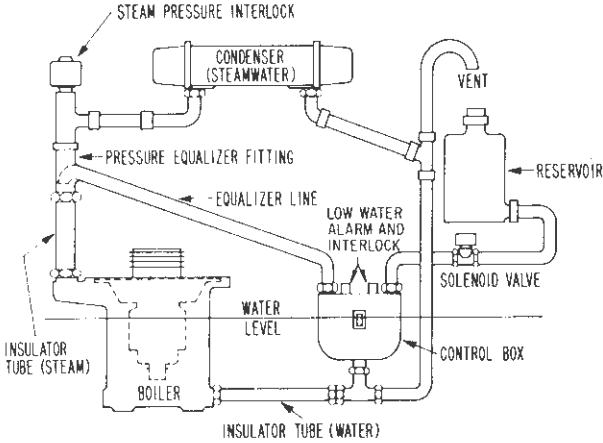 STEAM PRESSURE INTERLOCK
CONDENSER
(STEAMWATER)
VENT
PRESSURE EQUALIZER FITTING
RESERVOIR
EQUALIZER LINE
LOW WATER
ALARM AND
INTERLOCK
SOLENOID VALVE
WATER
LEVEL
INSULATOR
TUBE (STEAM)
CONTROL BOX
BOILER
INSULATOR TUBE (WATER)